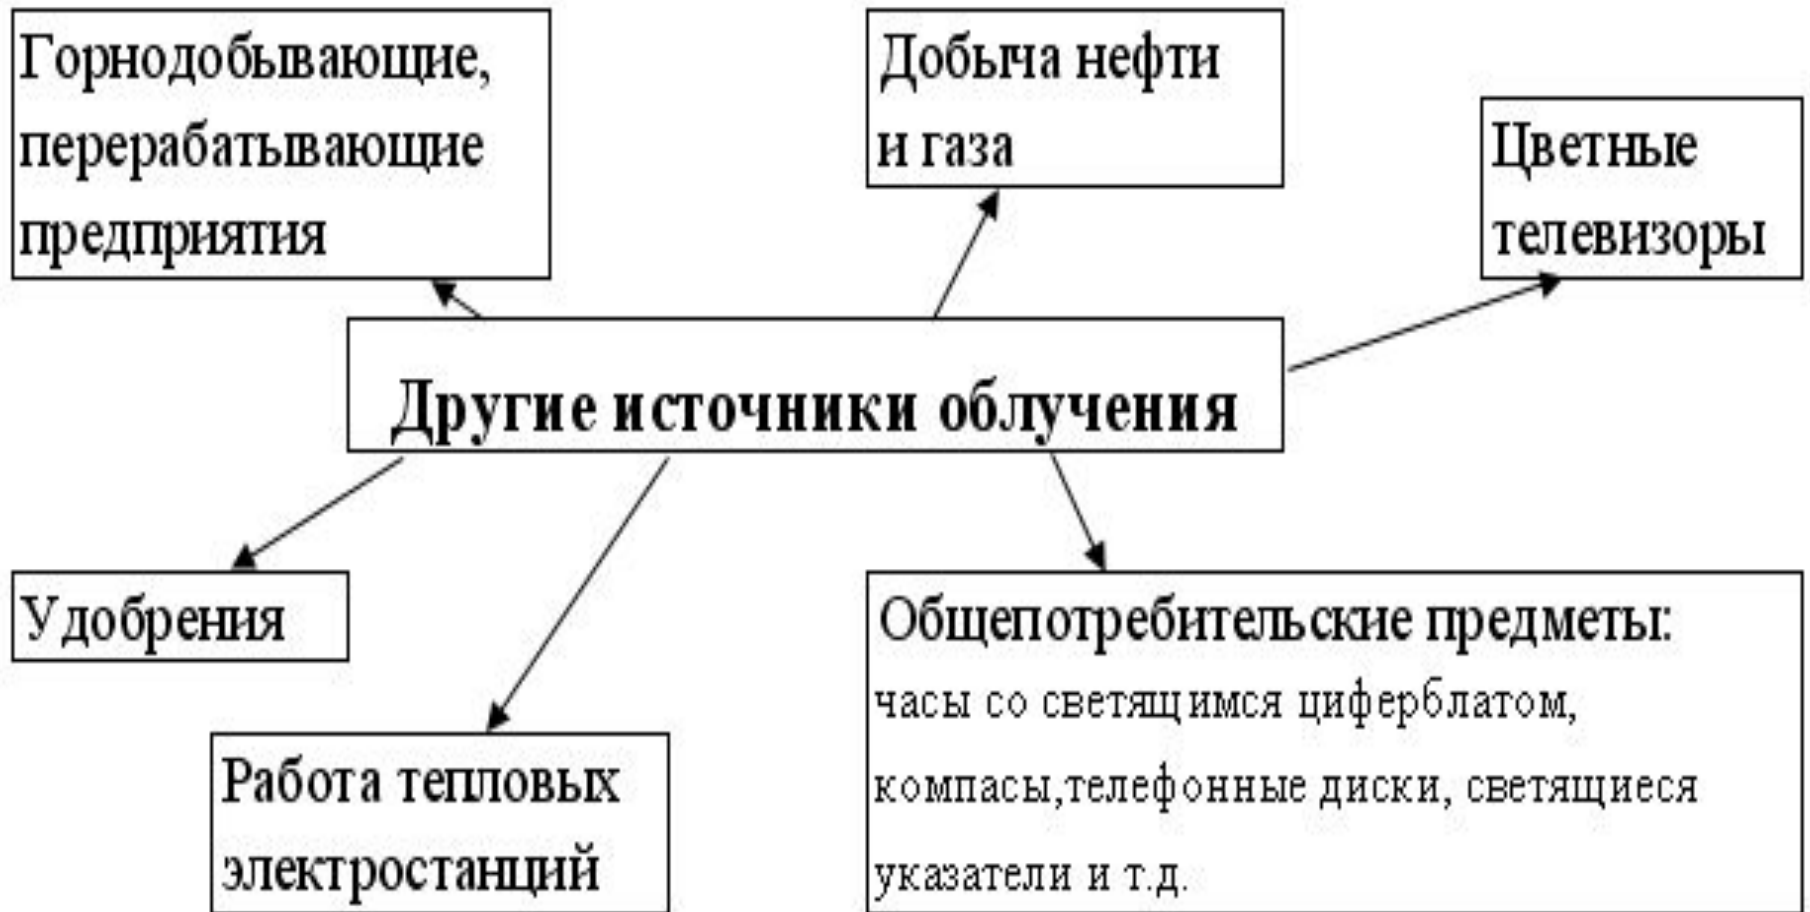 Горнодобывающие,
перерабатывающие
предприятия
Добыча нефти
и газа
Цветные
телевизоры
Другие источники облучения
Удобрения
Работа тепловых
электростанций
Общепотребительские предметы:
часы со светящимся циферблатом,
компасы,телефонные диски, светящиеся
указатели и т.д.